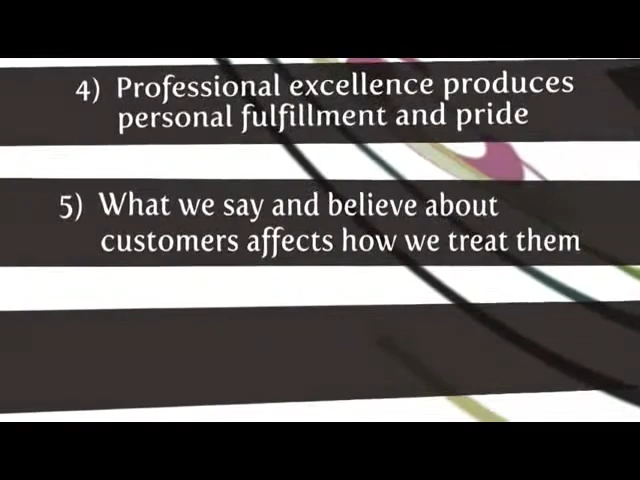 4) Professional excellence produces
personal fulfillment and pride
5) What we say and believe about
customers affects how we treat them